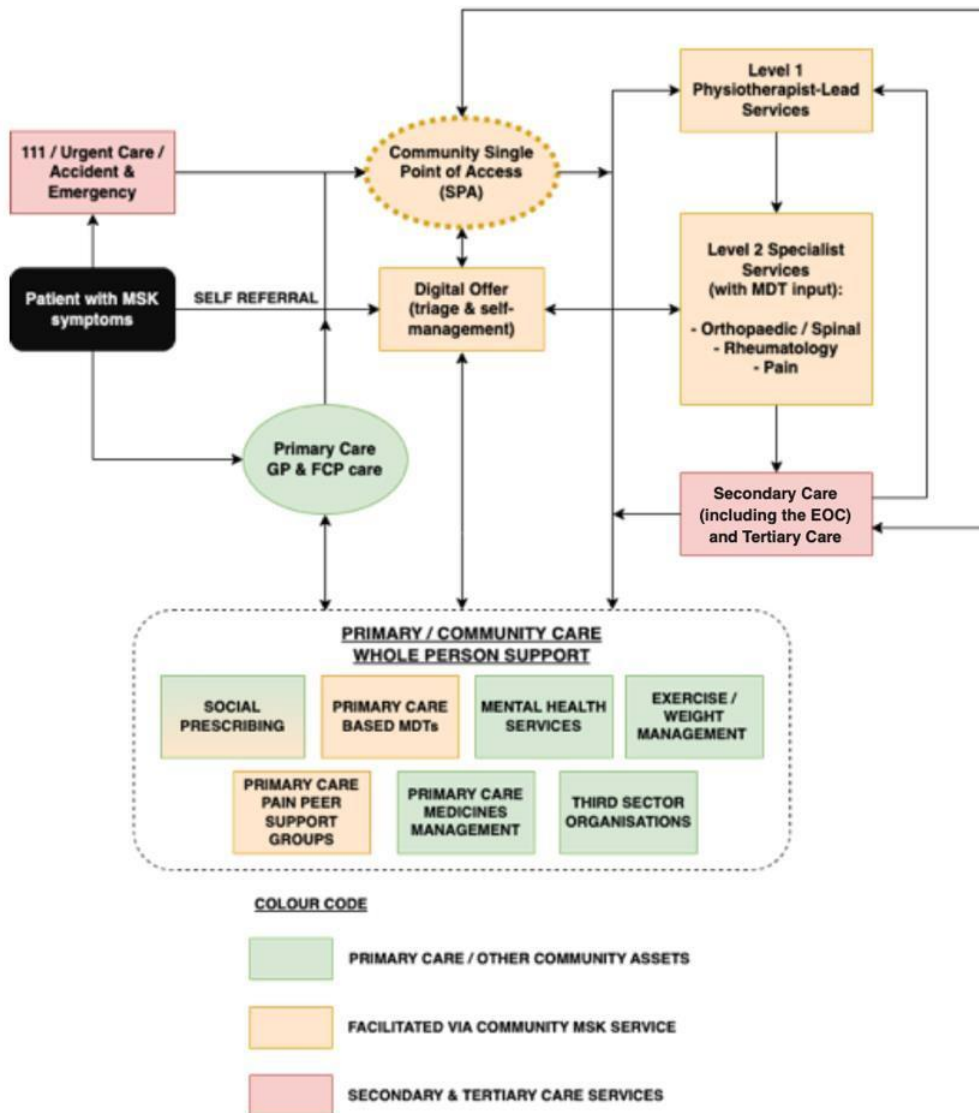 Level 1
Physiotherapist-Lead
Services
111 / Urgent Care /
Accident &
Emergency
Community Single
Point of Access
(SPA)
Patient with MSK
symptoms
SELF REFERRAL
Digital Offer
(triage & self-
management)
Level 2 Specialist
Services
(with MDT input):
- Orthopaedic / Spinal
- Rheumatology
- Pain
Primary Care
GP & FCP care
Secondary Care
(including the EOC)
and Tertiary Care
PRIMARY / COMMUNITY CARE
WHOLE PERSON SUPPORT
SOCIAL
PRESCRIBING
PRIMARY CARE
BASED MDTs
MENTAL HEALTH
SERVICES
EXERCISE /
WEIGHT
MANAGEMENT
PRIMARY CARE
PAIN PEER
SUPPORT
GROUPS
PRIMARY CARE
MEDICINES
MANAGEMENT
THIRD SECTOR
ORGANISATIONS
COLOUR CODE
PRIMARY CARE / OTHER COMMUNITY ASSETS
FACILITATED VIA COMMUNITY MSK SERVICE
SECONDARY & TERTIARY CARE SERVICES